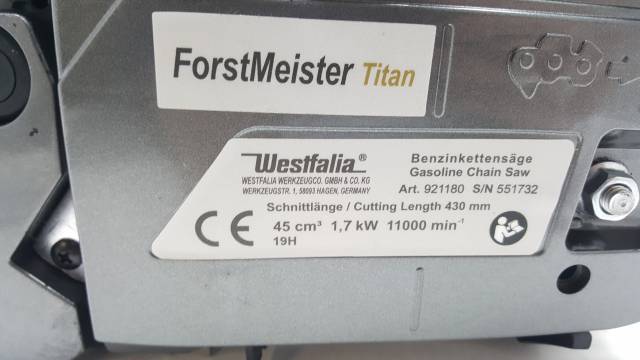 ForstMeister Titan
Westfalia®
WESTFALIA WERKZEUGCO. GMBH & CO. KG
WERKZEUGSTR. 1, 58093 HAGEN, GERMANY
Benzinkettensäge
Gasoline Chain Saw
Art. 921180 S/N 551732
Schnittlänge / Cutting Length 430 mm
CE
45 cm³ 1,7 kW 11000 min⁻¹
19H